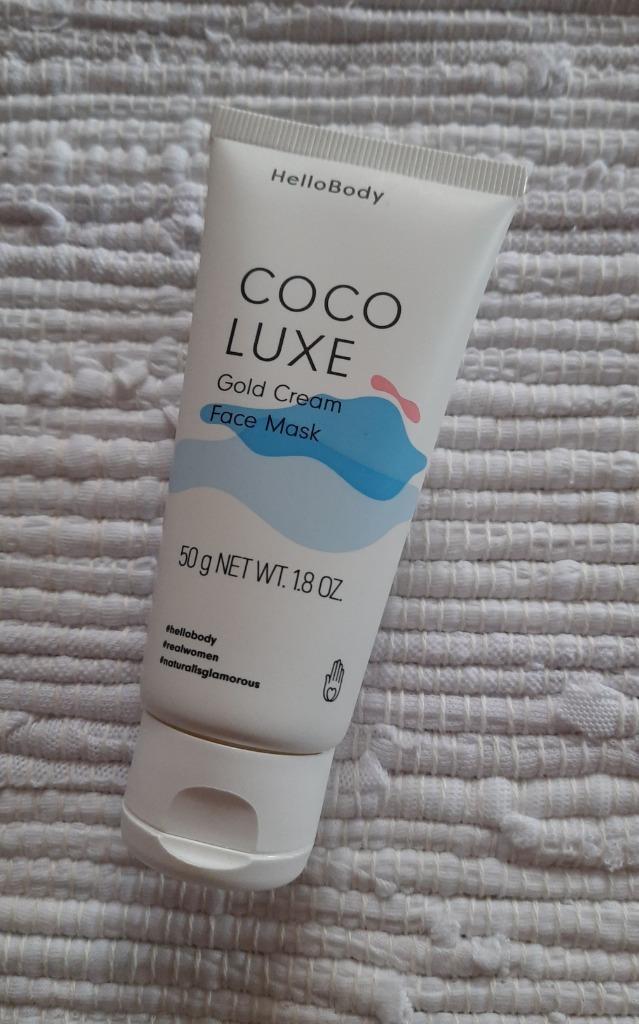 HelloBody
COCO
LUXE
Gold Cream
Face Mask
50 g NET WT. 1.8 OZ.
#hellobody
#realwomen
#naturalisglamorous